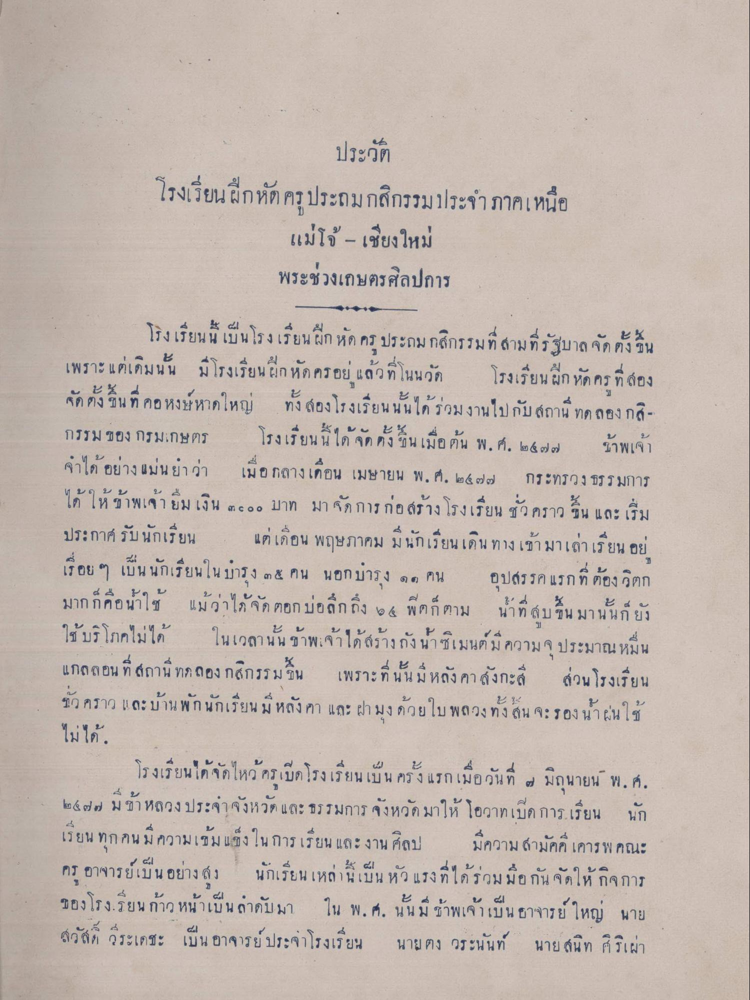 ประวัติ
โรงเรียนฝึกหัดครูประถมกสิกรรมประจำภาคเหนือ
แม่โจ้ – เชียงใหม่
พระช่วงเกษตรศิลปการ
โรงเรียนนี้เป็นโรงเรียนฝึกหัดครูประถมกสิกรรมที่สามที่รัฐบาลจัดตั้งขึ้น
เพราะแต่เดิมนั้น มีโรงเรียนฝึกหัดครูอยู่แล้วที่โนนวัด โรงเรียนฝึกหัดครูที่สอง
จัดตั้งขึ้นที่คอหงษ์หาดใหญ่ ทั้งสองโรงเรียนนั้นได้ร่วมงานไปกับสถานีทดลองกสิ-
กรรมของกรมเกษตร โรงเรียนนี้ได้จัดตั้งขึ้นเมื่อต้น พ.ศ. ๒๔๗๗ ข้าพเจ้า
จำได้อย่างแม่นยำว่า เมื่อกลางเดือน เมษายน พ.ศ. ๒๔๗๗ กระทรวงธรรมการ
ได้ให้ข้าพเจ้ายืมเงิน ๓๙๐๐ บาท มาจัดการก่อสร้างโรงเรียนชั่วคราวขึ้น และเริ่ม
ประกาศรับนักเรียน แต่เดือนพฤษภาคม มีนักเรียนเดินทางเข้ามาเล่าเรียนอยู่
เรื่อยๆ เป็นนักเรียนในบำรุง ๓๕ คน นอกบำรุง ๑๑ คน อุปสรรคแรกที่ต้องวิตก
มากก็คือน้ำใช้ แม้ว่าได้จัดตอกบ่อลึกถึง ๖๔ พีตก็ตาม น้ำที่สูบขึ้นมานั้นก็ยัง
ใช้บริโภคไม่ได้ ในเวลานั้นข้าพเจ้าได้สร้างถังน้ำซิเมนต์มีความจุประมาณหมื่น
แกลลอนที่สถานีทดลองกสิกรรมขึ้น เพราะที่นั้นมีหลังคาสังกะสี ส่วนโรงเรียน
ชั่วคราว และบ้านพักนักเรียนมีหลังคา และฝามุงด้วยใบพลวงทั้งสิ้นจะรองน้ำฝนใช้
ไม่ได้.
โรงเรียนได้จัดไหว้ครูเปิดโรงเรียนเป็นครั้งแรกเมื่อวันที่ ๗ มิถุนายน พ.ศ.
๒๔๗๗ มีข้าหลวงประจำจังหวัดและธรรมการจังหวัดมาให้โอวาทเปิดการเรียน นัก
เรียนทุกคนมีความเข้มแข็งในการเรียนและงานศิลป มีความสามัคคีเคารพคณะ
ครูอาจารย์เป็นอย่างสูง นักเรียนเหล่านี้เป็นหัวแรงที่ได้ร่วมมือกันจัดให้กิจการ
ของโรงเรียนก้าวหน้าเป็นลำดับมา ใน พ.ศ. นั้นมีข้าพเจ้าเป็นอาจารย์ใหญ่ นาย
สวัสดิ์ วีระเดชะ เป็นอาจารย์ประจำโรงเรียน นายคง วระนันท์ นายสนิท ศิริเผ่า